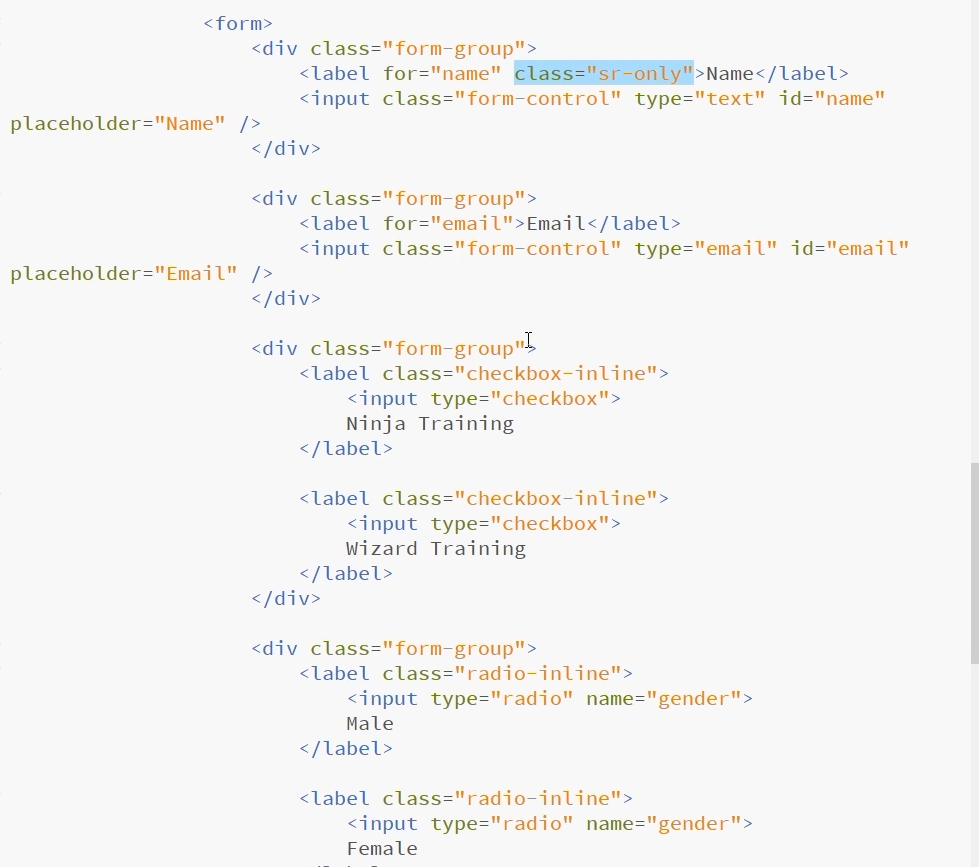 <form>
<div class="form-group">
<label for="name" class="sr-only">Name</label>
<input class="form-control" type="text" id="name"
placeholder="Name" />
</div>
<div class="form-group">
<label for="email">Email</label>
<input class="form-control" type="email" id="email"
placeholder="Email" />
</div>
<div class="form-group">
<label class="checkbox-inline">
<input type="checkbox">
Ninja Training
</label>
<label class="checkbox-inline">
<input type="checkbox">
Wizard Training
</label>
</div>
<div class="form-group">
<label class="radio-inline">
<input type="radio" name="gender">
Male
</label>
<label class="radio-inline">
<input type="radio" name="gender">
Female